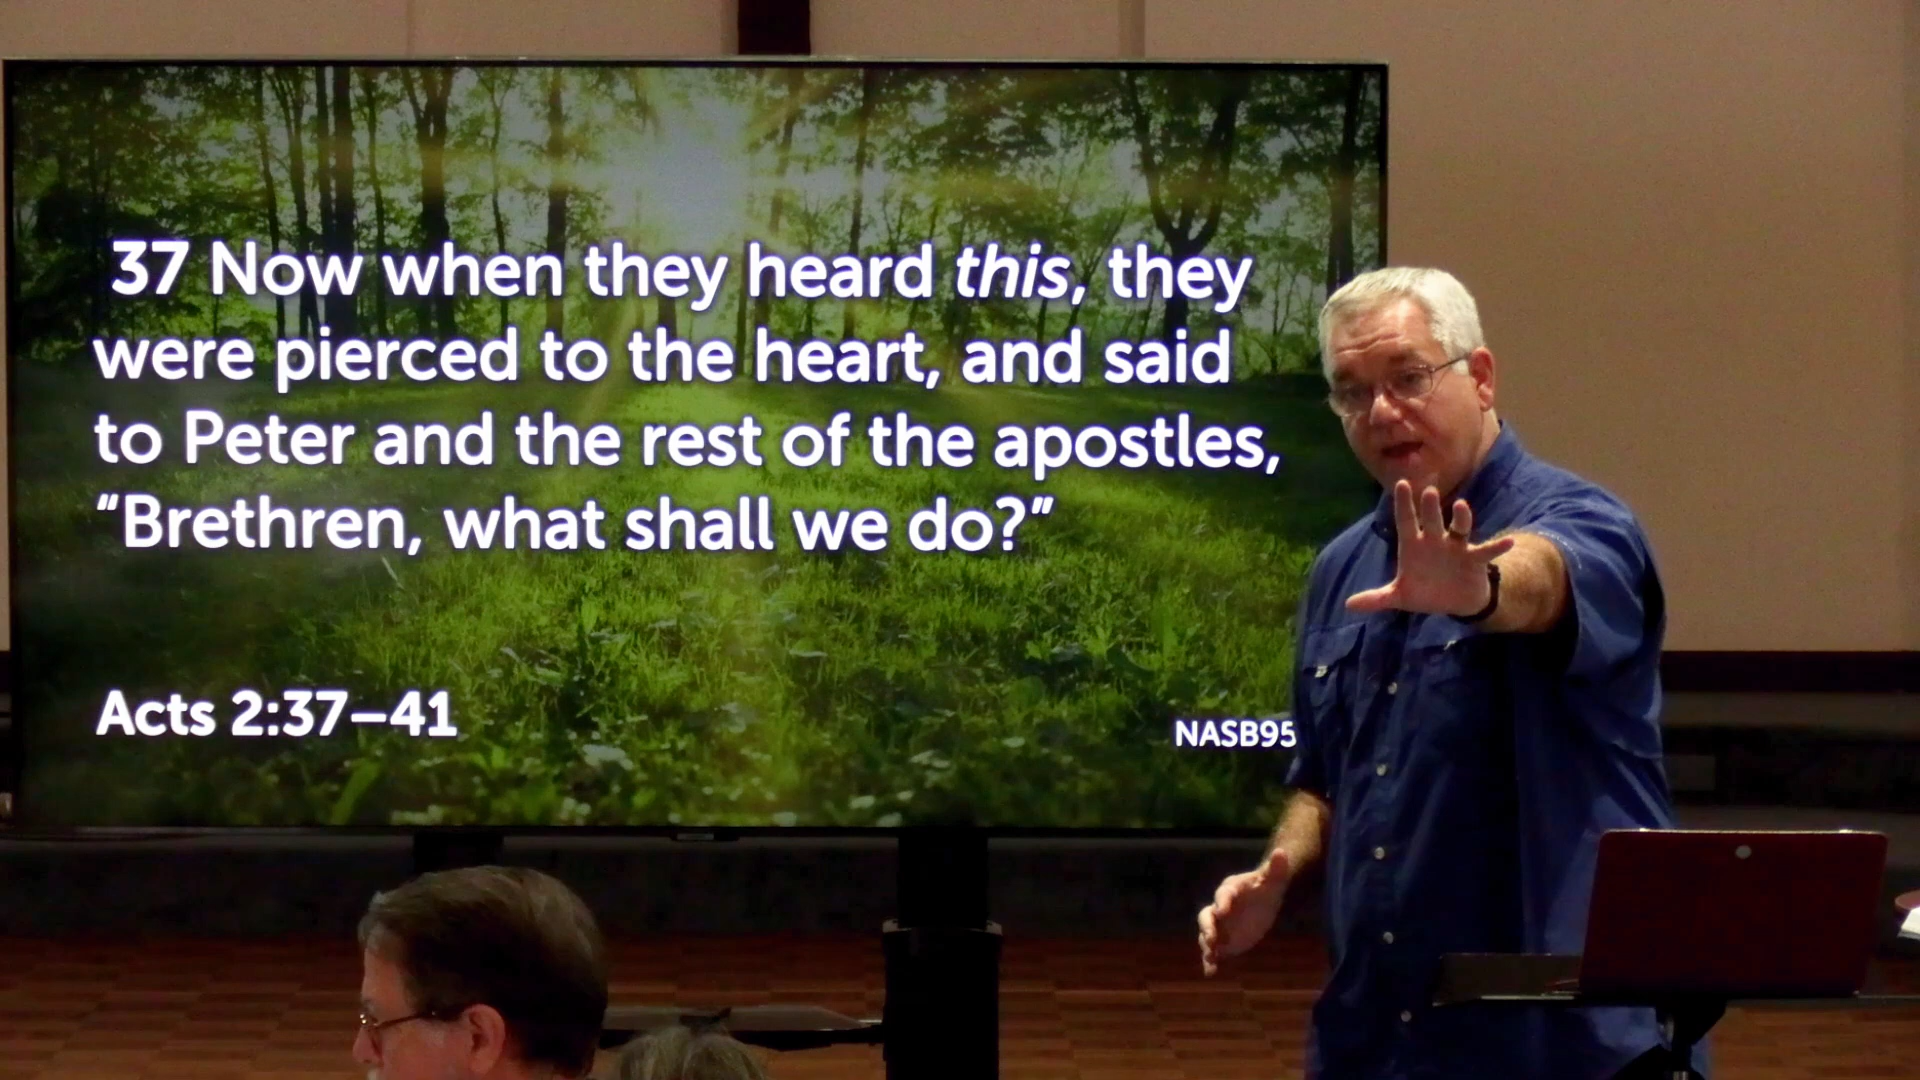 37 Now when they heard this, they
were pierced to the heart, and said
to Peter and the rest of the apostles,
“Brethren, what shall we do?”
Acts 2:37–41
NASB95